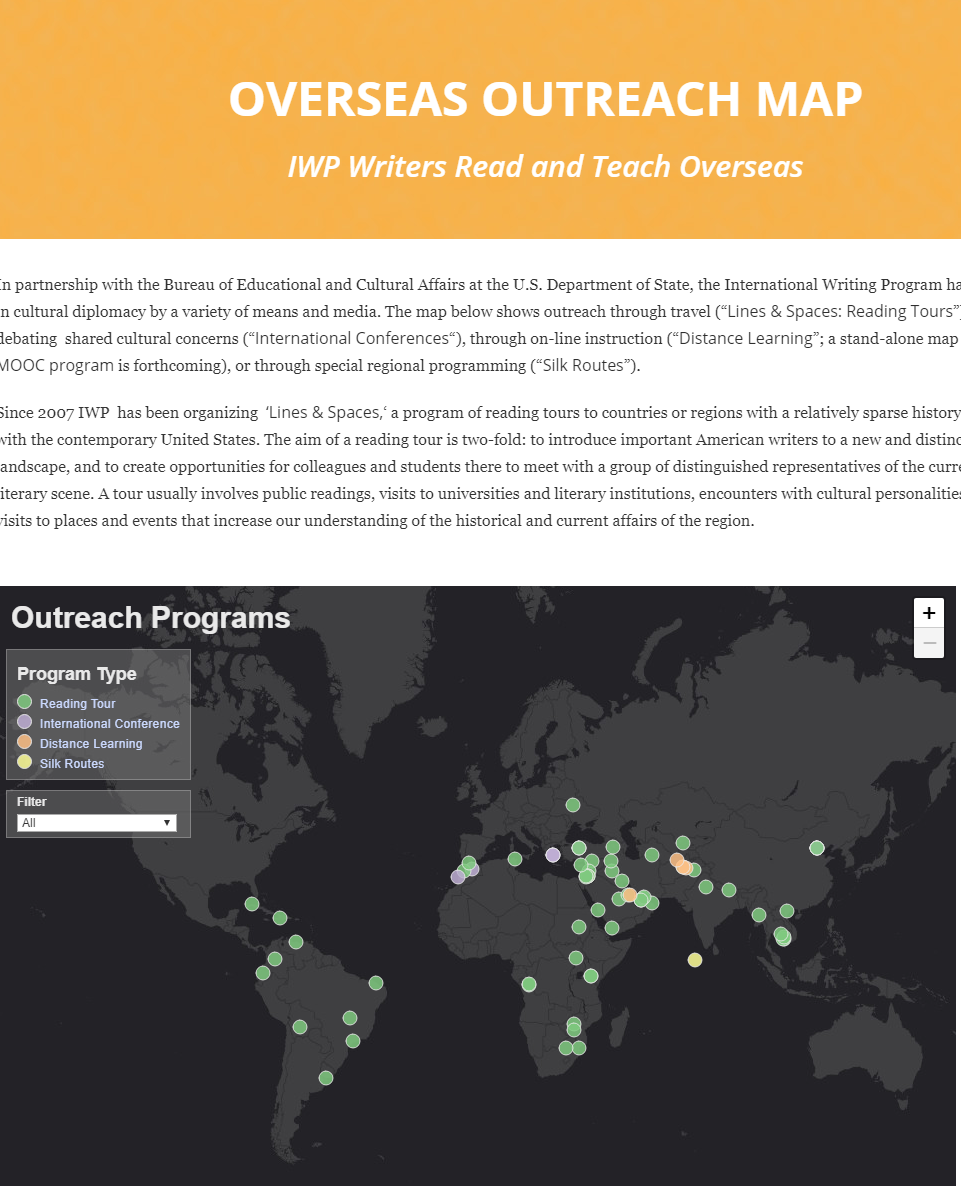 OVERSEAS OUTREACH MAP
IWP Writers Read and Teach Overseas
In partnership with the Bureau of Educational and Cultural Affairs at the U.S. Department of State, the International Writing Program ha
in cultural diplomacy by a variety of means and media. The map below shows outreach through travel (“Lines & Spaces: Reading Tours”)
debating  shared cultural concerns (“International Conferences“), through on-line instruction (“Distance Learning”; a stand-alone map
MOOC program is forthcoming), or through special regional programming (“Silk Routes”).
Since 2007 IWP  has been organizing  ‘Lines & Spaces,‘ a program of reading tours to countries or regions with a relatively sparse history
with the contemporary United States. The aim of a reading tour is two-fold: to introduce important American writers to a new and distinc
landscape, and to create opportunities for colleagues and students there to meet with a group of distinguished representatives of the curre
literary scene. A tour usually involves public readings, visits to universities and literary institutions, encounters with cultural personalities
visits to places and events that increase our understanding of the historical and current affairs of the region.
Outreach Programs
+
−
Program Type
Reading Tour
International Conference
Distance Learning
Silk Routes
Filter
All